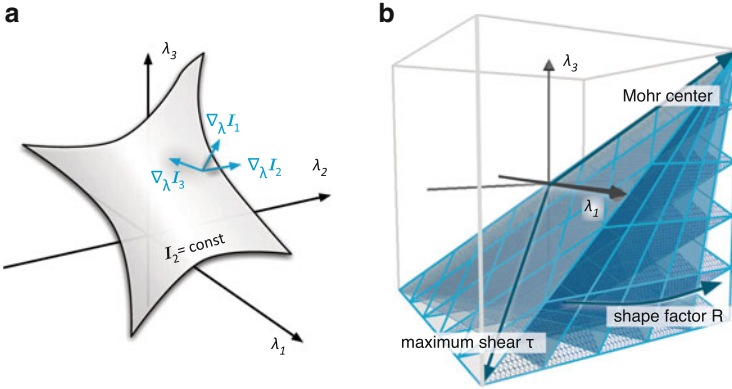 a
λ3
∇λI1
λ2
∇λI3
∇λI2
I2= const
λ1
b
λ3
Mohr center
λ1
shape factor R
maximum shear τ